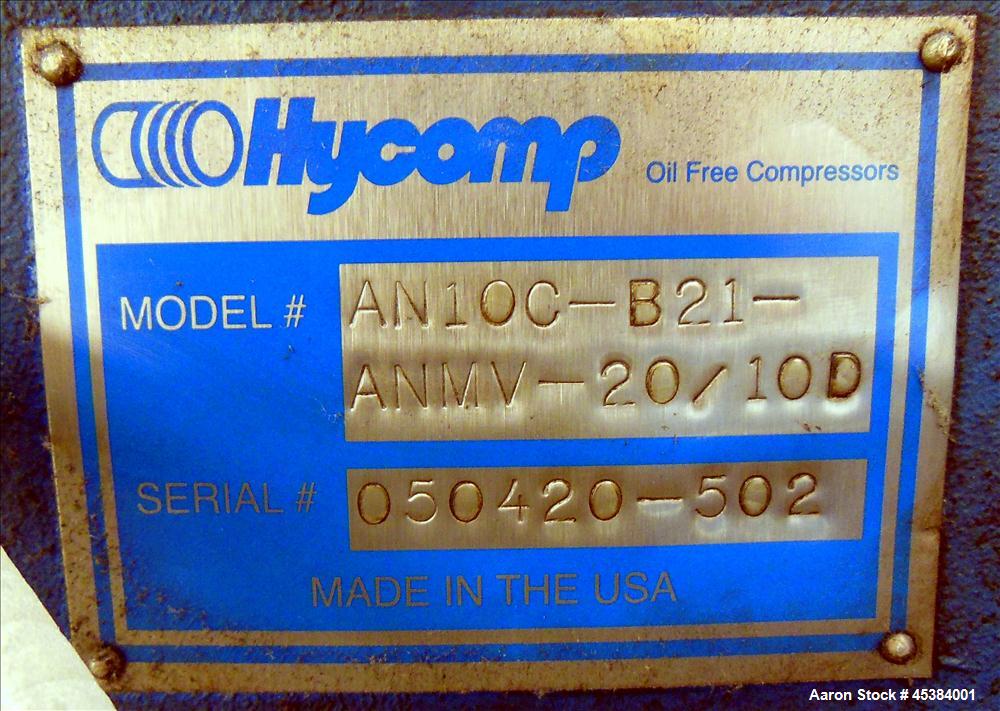 Hycomp
Oil Free Compressors
MODEL # AN10C-B21-
ANMV-20/10D
SERIAL # 050420-502
MADE IN THE USA
Aaron Stock # 45384001